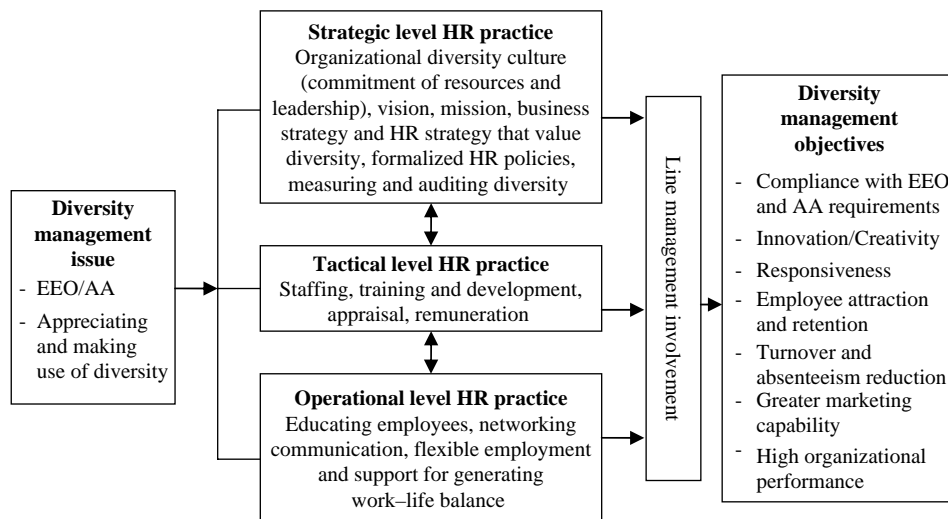 Diversity
management
issue
- EEO/AA
- Appreciating
and making
use of diversity
Strategic level HR practice
Organizational diversity culture
(commitment of resources and
leadership), vision, mission, business
strategy and HR strategy that value
diversity, formalized HR policies,
measuring and auditing diversity
Tactical level HR practice
Staffing, training and development,
appraisal, remuneration
Operational level HR practice
Educating employees, networking
communication, flexible employment
and support for generating
work–life balance
Line management involvement
Diversity
management
objectives
- Compliance with EEO
and AA requirements
- Innovation/Creativity
- Responsiveness
- Employee attraction
and retention
- Turnover and
absenteeism reduction
- Greater marketing
capability
- High organizational
performance